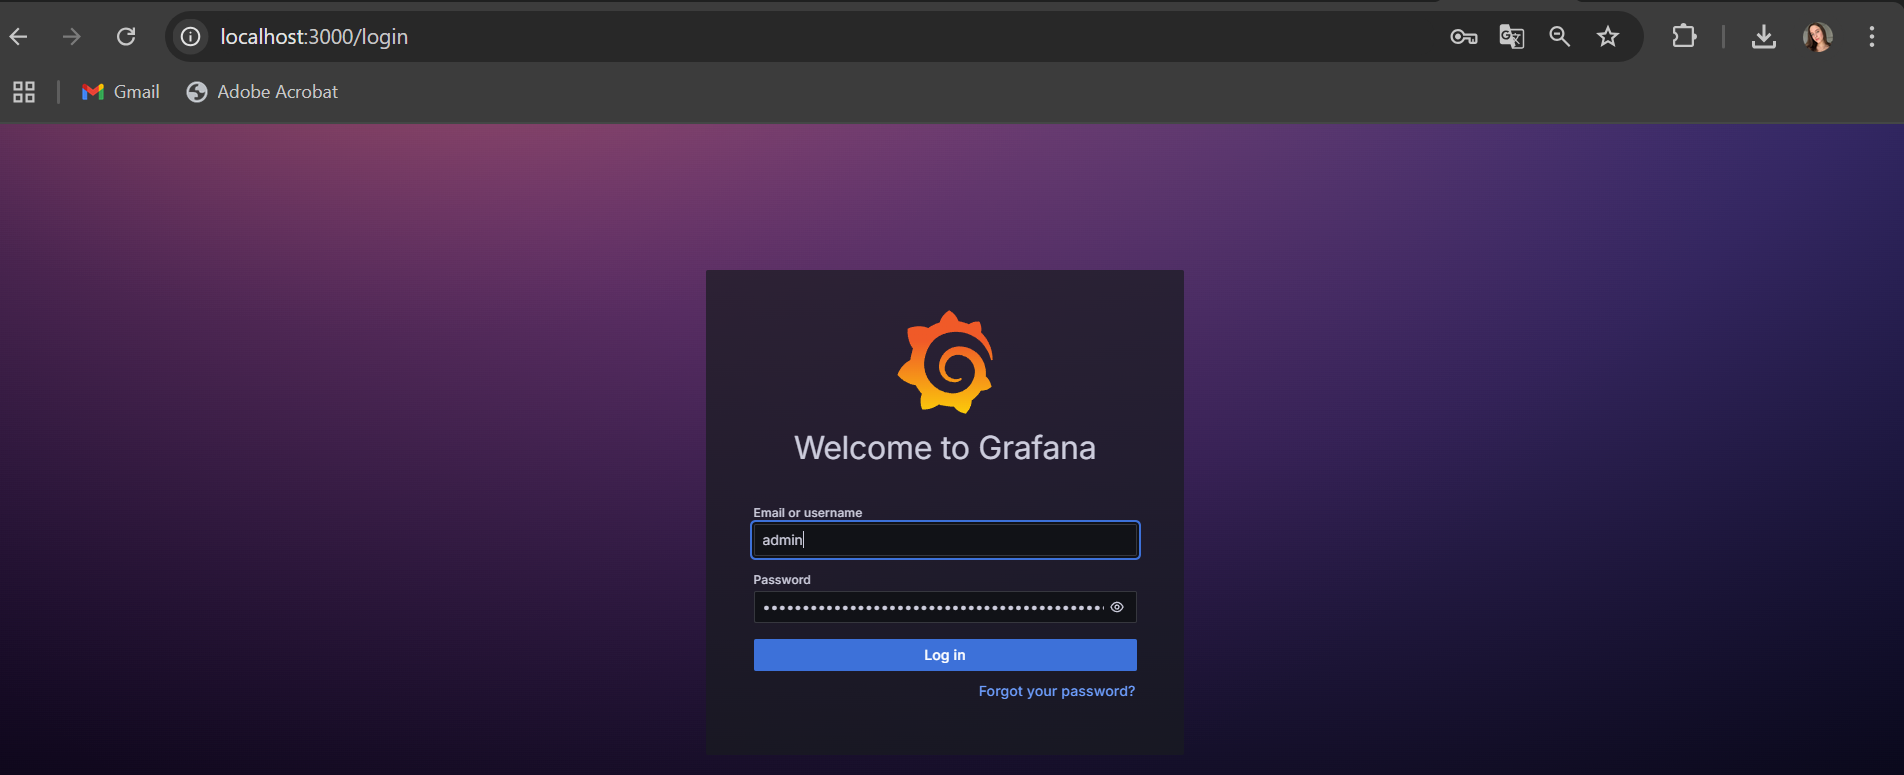 localhost:3000/login
Gmail
Adobe Acrobat
Welcome to Grafana
Email or username
admin
Password
••••••••••••••••••••••••••••••••••••••••••••
Log in
Forgot your password?